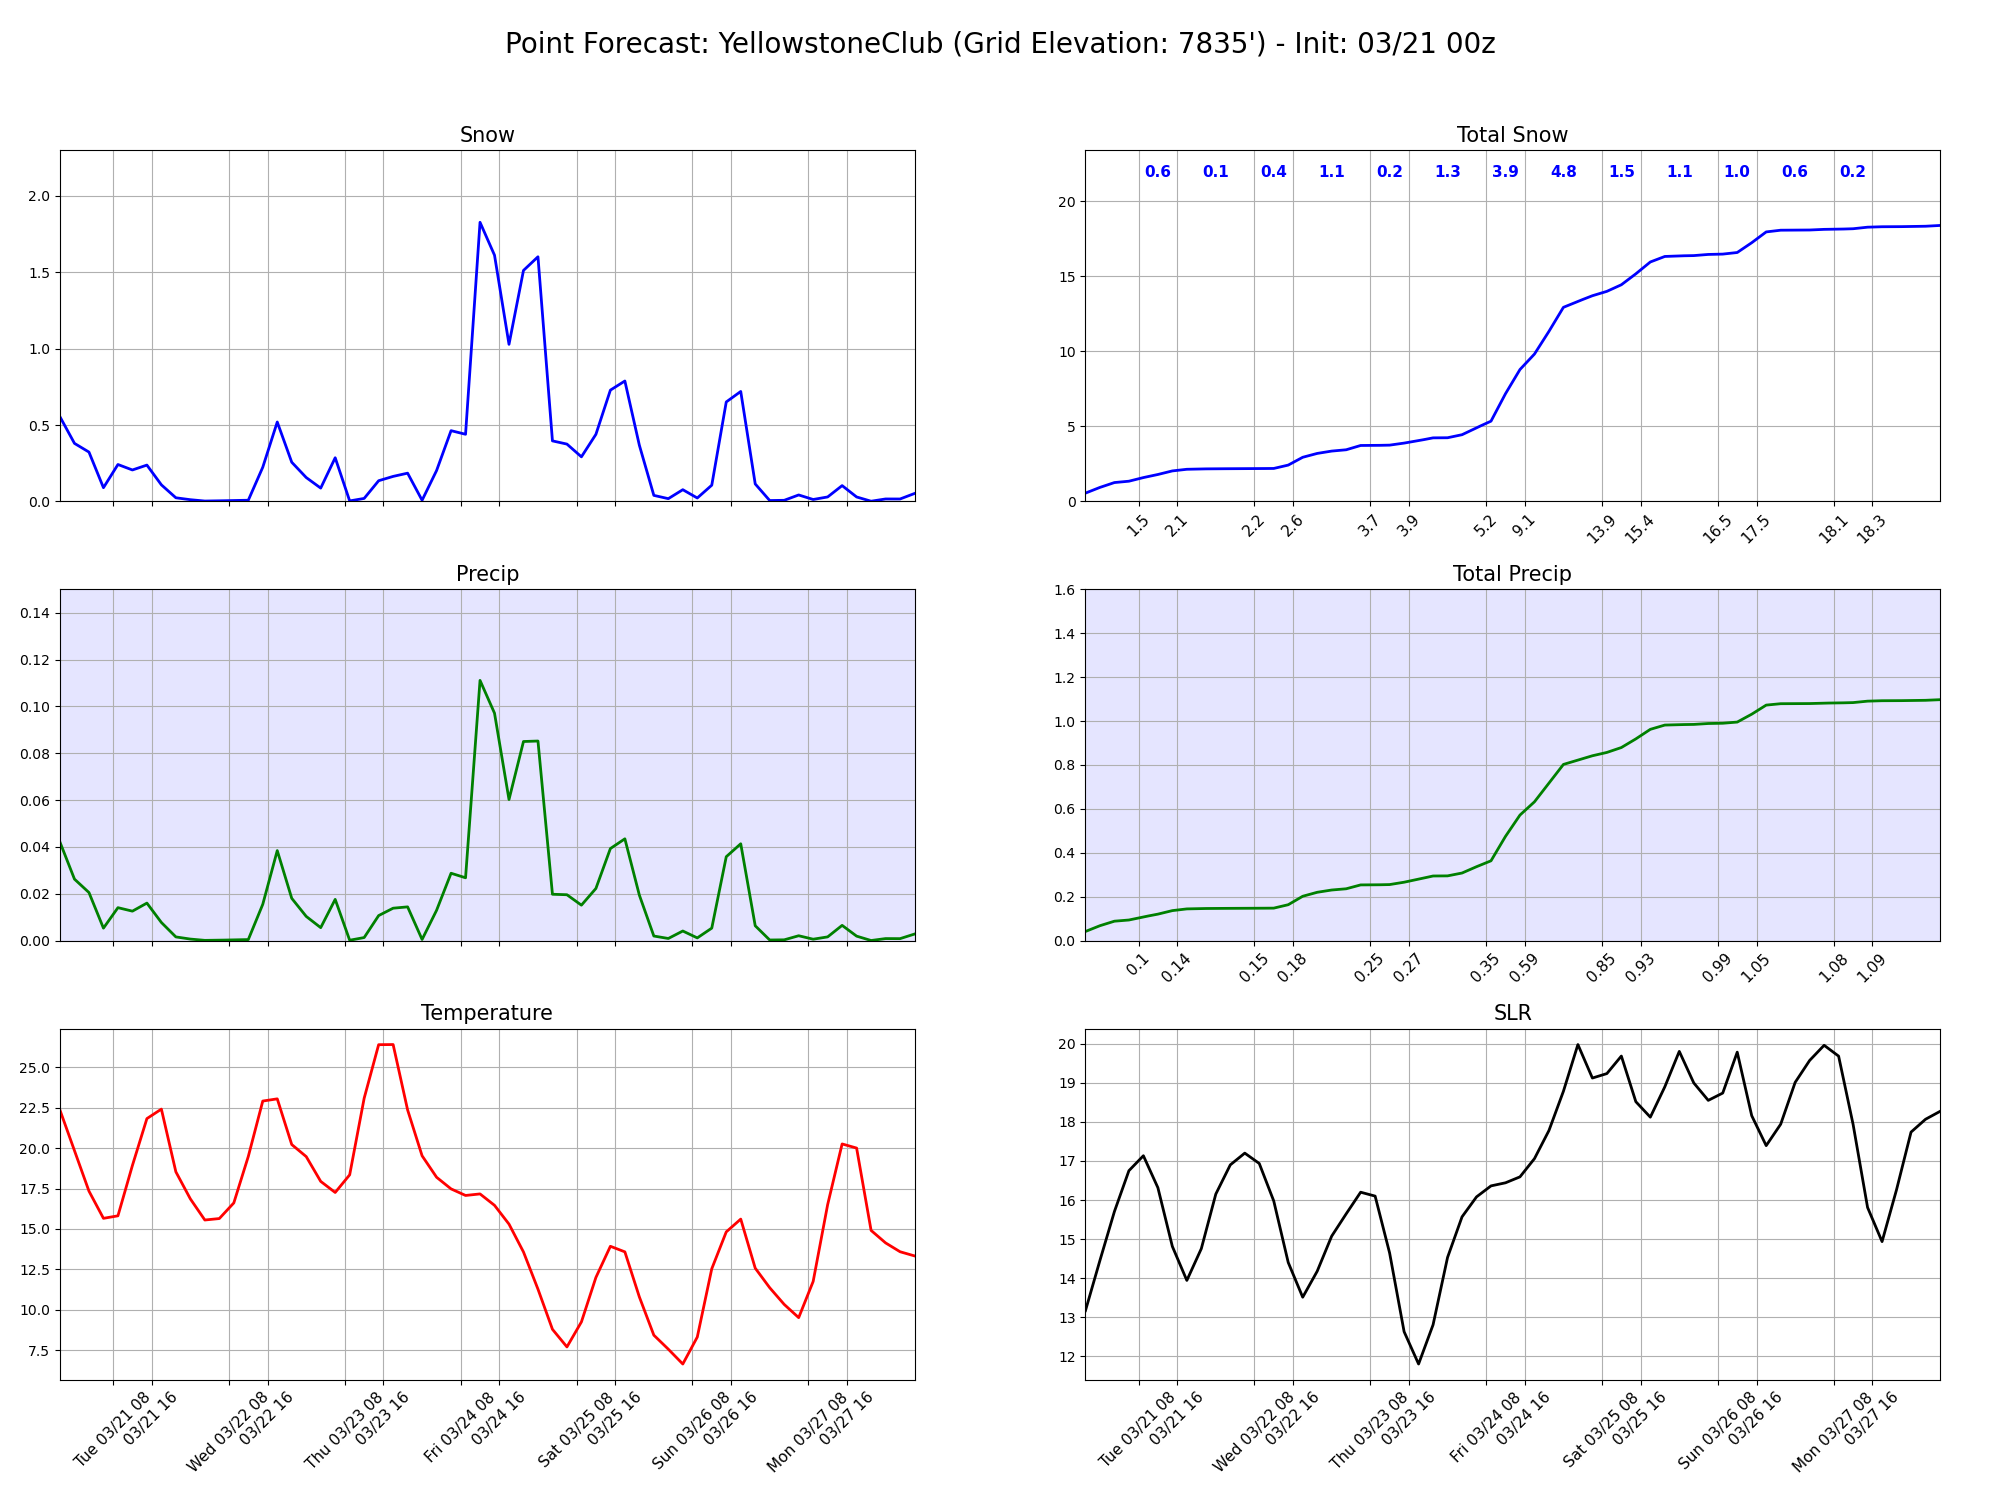 Point Forecast: YellowstoneClub (Grid Elevation: 7835') - Init: 03/21 00z
Snow
2.0
1.5
1.0
0.5
0.0
Total Snow
0.6 0.1 0.4 1.1 0.2 1.3 3.9 4.8 1.5 1.1 1.0 0.6 0.2
20
15
10
5
0
1.5 2.1 2.2 2.6 3.7 3.9 5.2 9.1 13.9 15.4 16.5 17.5 18.1 18.3
Precip
0.14
0.12
0.10
0.08
0.06
0.04
0.02
0.00
Total Precip
1.6
1.4
1.2
1.0
0.8
0.6
0.4
0.2
0.0
0.1 0.14 0.15 0.18 0.25 0.27 0.35 0.59 0.85 0.93 0.99 1.05 1.08 1.09
Temperature
25.0
22.5
20.0
17.5
15.0
12.5
10.0
7.5
Tue 03/21 08
03/21 16
Wed 03/22 08
03/22 16
Thu 03/23 08
03/23 16
Fri 03/24 08
03/24 16
Sat 03/25 08
03/25 16
Sun 03/26 08
03/26 16
Mon 03/27 08
03/27 16
SLR
20
19
18
17
16
15
14
13
12
Tue 03/21 08
03/21 16
Wed 03/22 08
03/22 16
Thu 03/23 08
03/23 16
Fri 03/24 08
03/24 16
Sat 03/25 08
03/25 16
Sun 03/26 08
03/26 16
Mon 03/27 08
03/27 16